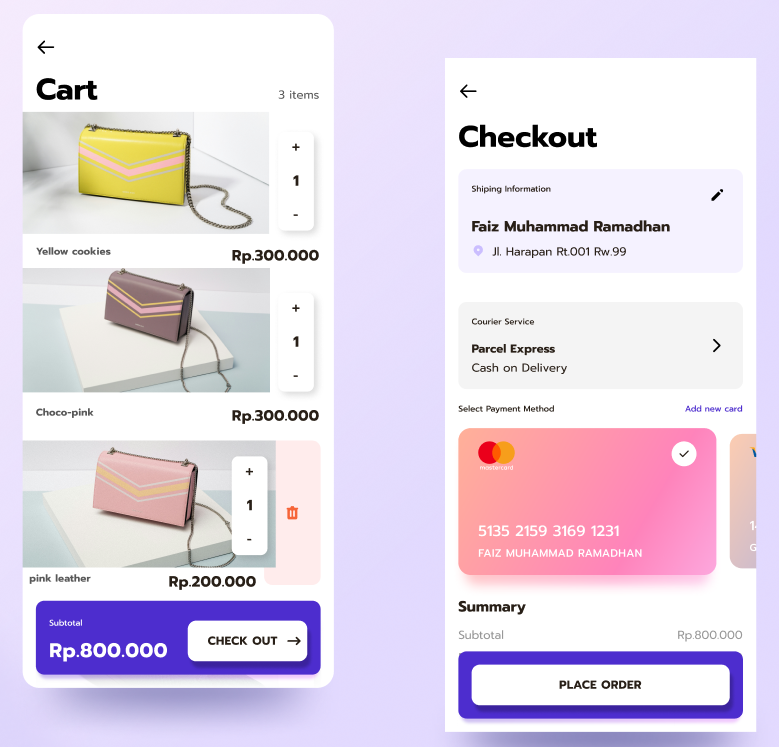 Cart
3 items
+
1
-
Yellow cookies
Rp.300.000
+
1
-
Choco-pink
Rp.300.000
+
1
-
pink leather
Rp.200.000
Subtotal
Rp.800.000
CHECK OUT
Checkout
Shiping Information
Faiz Muhammad Ramadhan
Jl. Harapan Rt.001 Rw.99
Courier Service
Parcel Express
Cash on Delivery
Select Payment Method
Add new card
mastercard
5135 2159 3169 1231
FAIZ MUHAMMAD RAMADHAN
Summary
Subtotal
Rp.800.000
PLACE ORDER